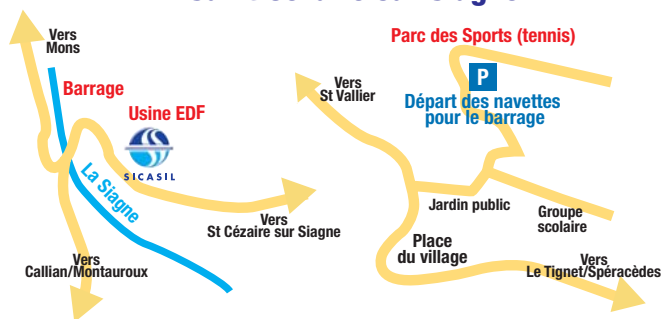 Vers
Mons
Barrage
Usine EDF
SICASIL
La Siagne
Vers
St Cézaire sur Siagne
Vers
Callian/Montauroux
Parc des Sports (tennis)
P
Départ des navettes
pour le barrage
Vers
St Vallier
Jardin public
Groupe
scolaire
Place
du village
Vers
Le Tignet/Spéracèdes